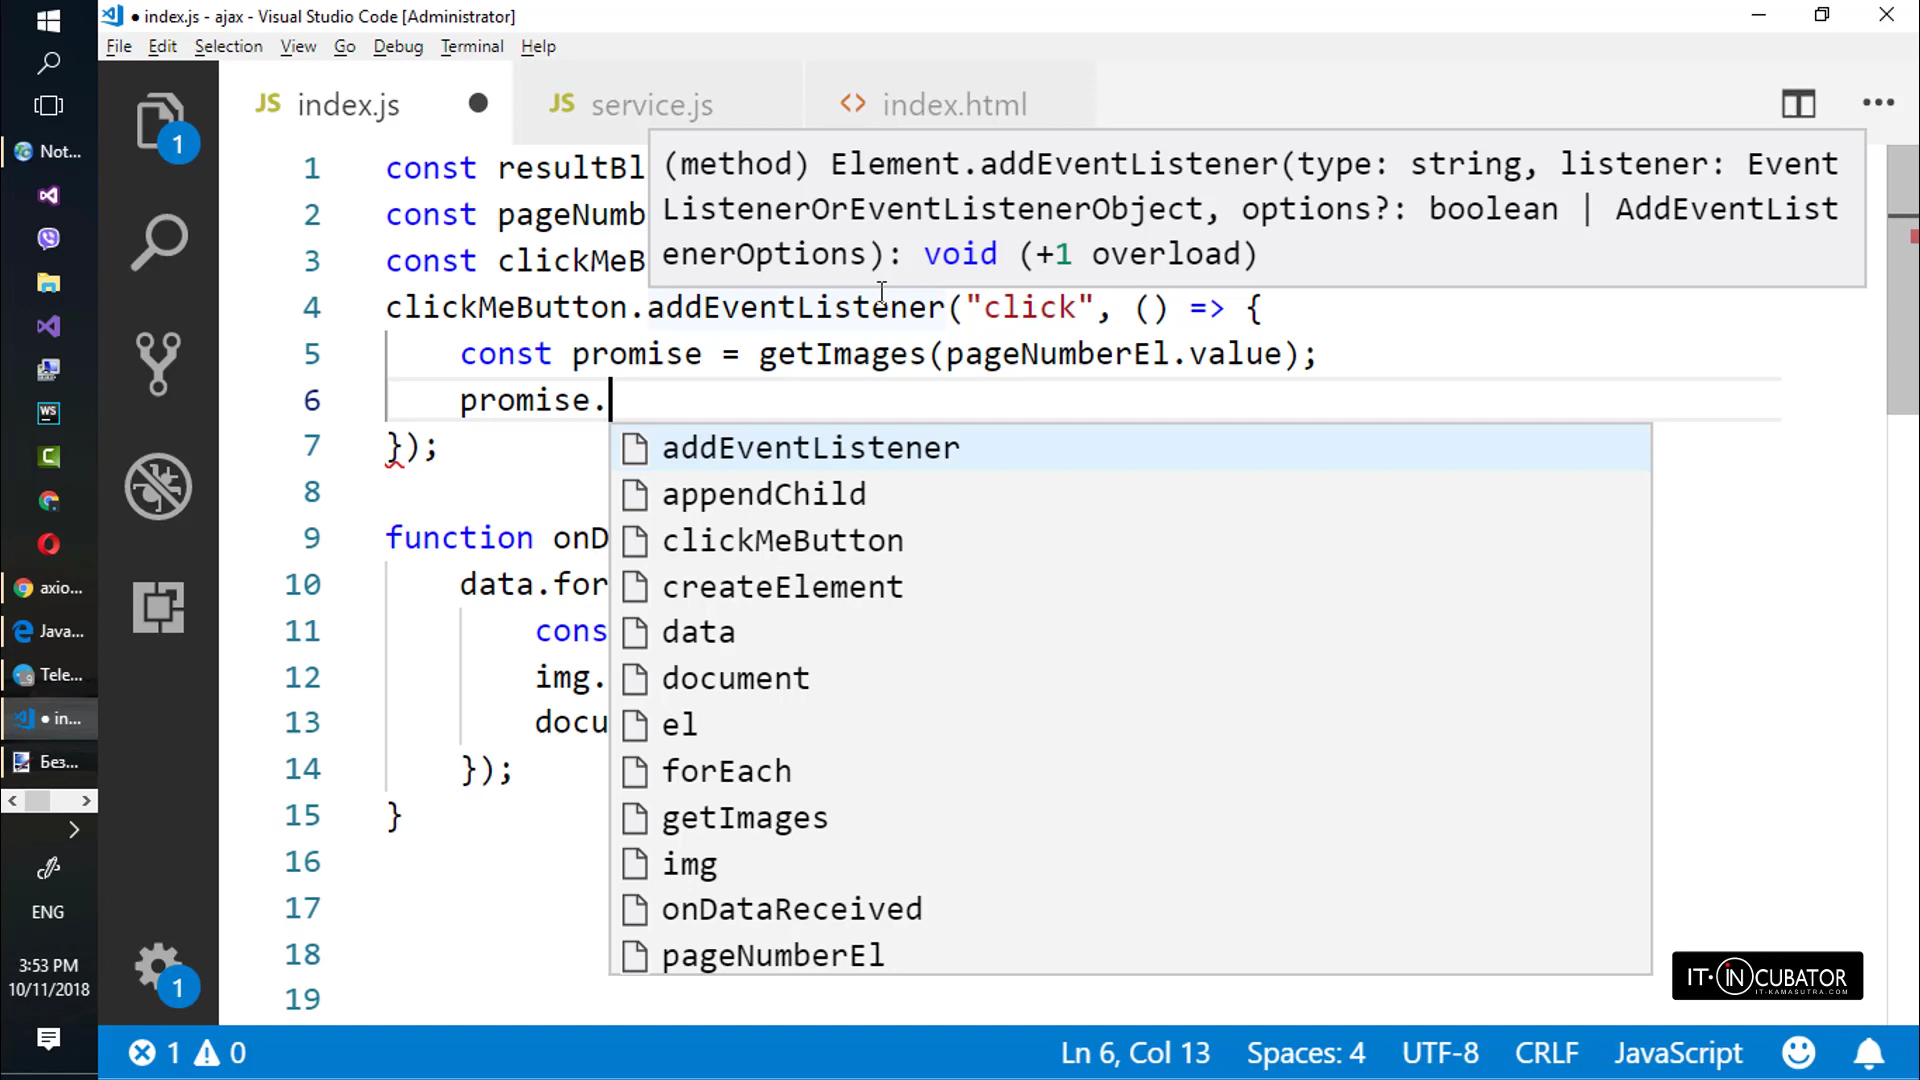 ● index.js - ajax - Visual Studio Code [Administrator]
File Edit Selection View Go Debug Terminal Help
JS index.js ● JS service.js <> index.html
(method) Element.addEventListener(type: string, listener: Event
ListenerOrEventListenerObject, options?: boolean | AddEventList
enerOptions): void (+1 overload)
1 const resultBl
2 const pageNumb
3 const clickMeB
4 clickMeButton.addEventListener("click", () => {
5 const promise = getImages(pageNumberEl.value);
6 promise.
7 });
8
9 function onD
10 data.for
11 cons
12 img.
13 docu
14 });
15 }
16
17
18
19
addEventListener
appendChild
clickMeButton
createElement
data
document
el
forEach
getImages
img
onDataReceived
pageNumberEl
1
1
Not...
WS
C
axio...
Java...
Tele...
● in...
Без...
ENG
3:53 PM
10/11/2018
IT-INCUBATOR
IT-KAMASUTRA.COM
1 0 Ln 6, Col 13 Spaces: 4 UTF-8 CRLF JavaScript